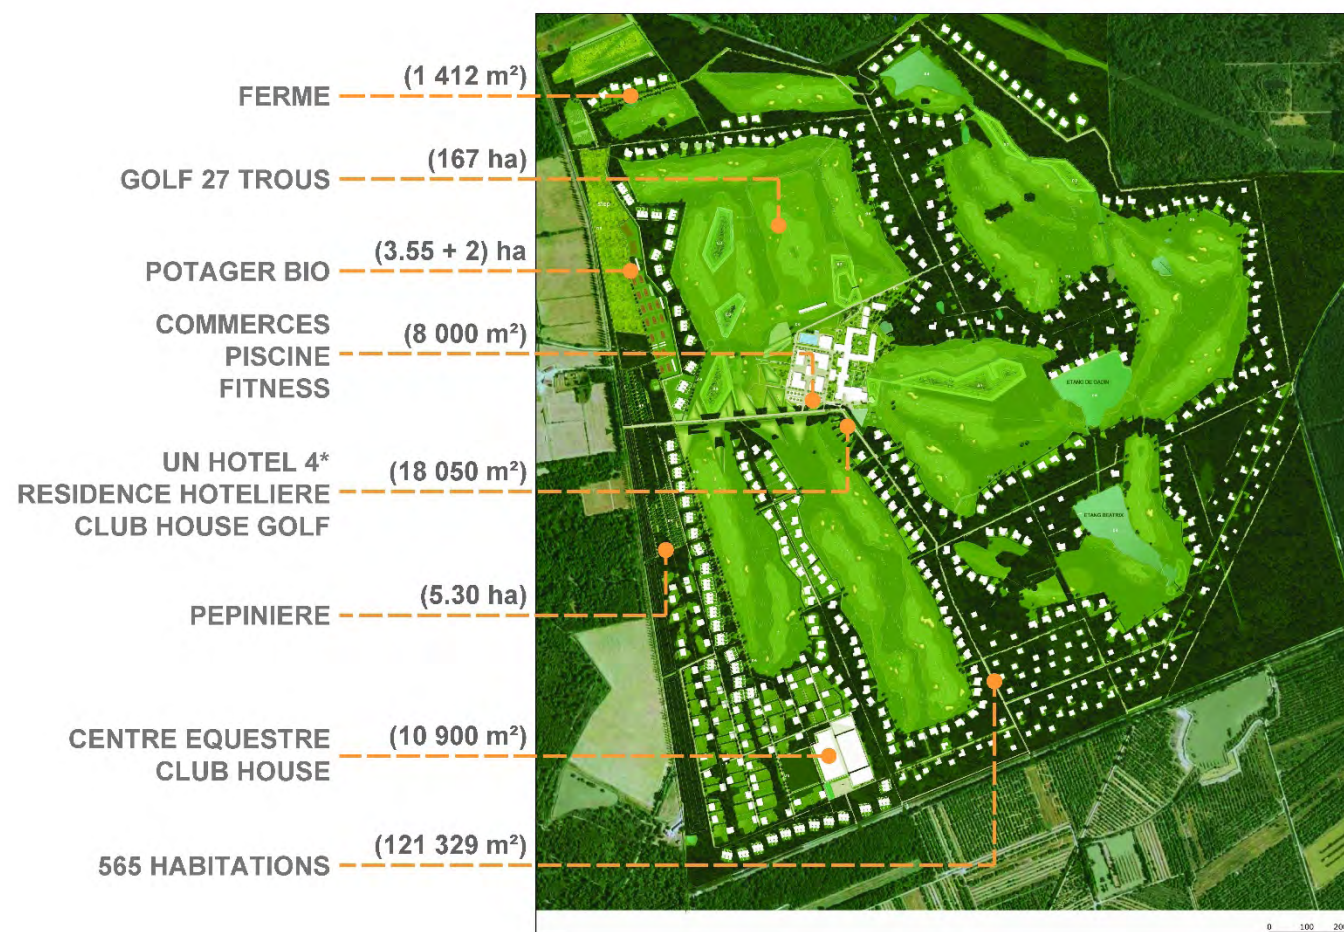 (1 412 m²)
FERME
(167 ha)
GOLF 27 TROUS
(3.55 + 2) ha
POTAGER BIO
COMMERCES
(8 000 m²)
PISCINE
FITNESS
UN HOTEL 4*
(18 050 m²)
RESIDENCE HOTELIERE
CLUB HOUSE GOLF
(5.30 ha)
PEPINIERE
(10 900 m²)
CENTRE EQUESTRE
CLUB HOUSE
(121 329 m²)
565 HABITATIONS
ETANG BEATRIX
0 100